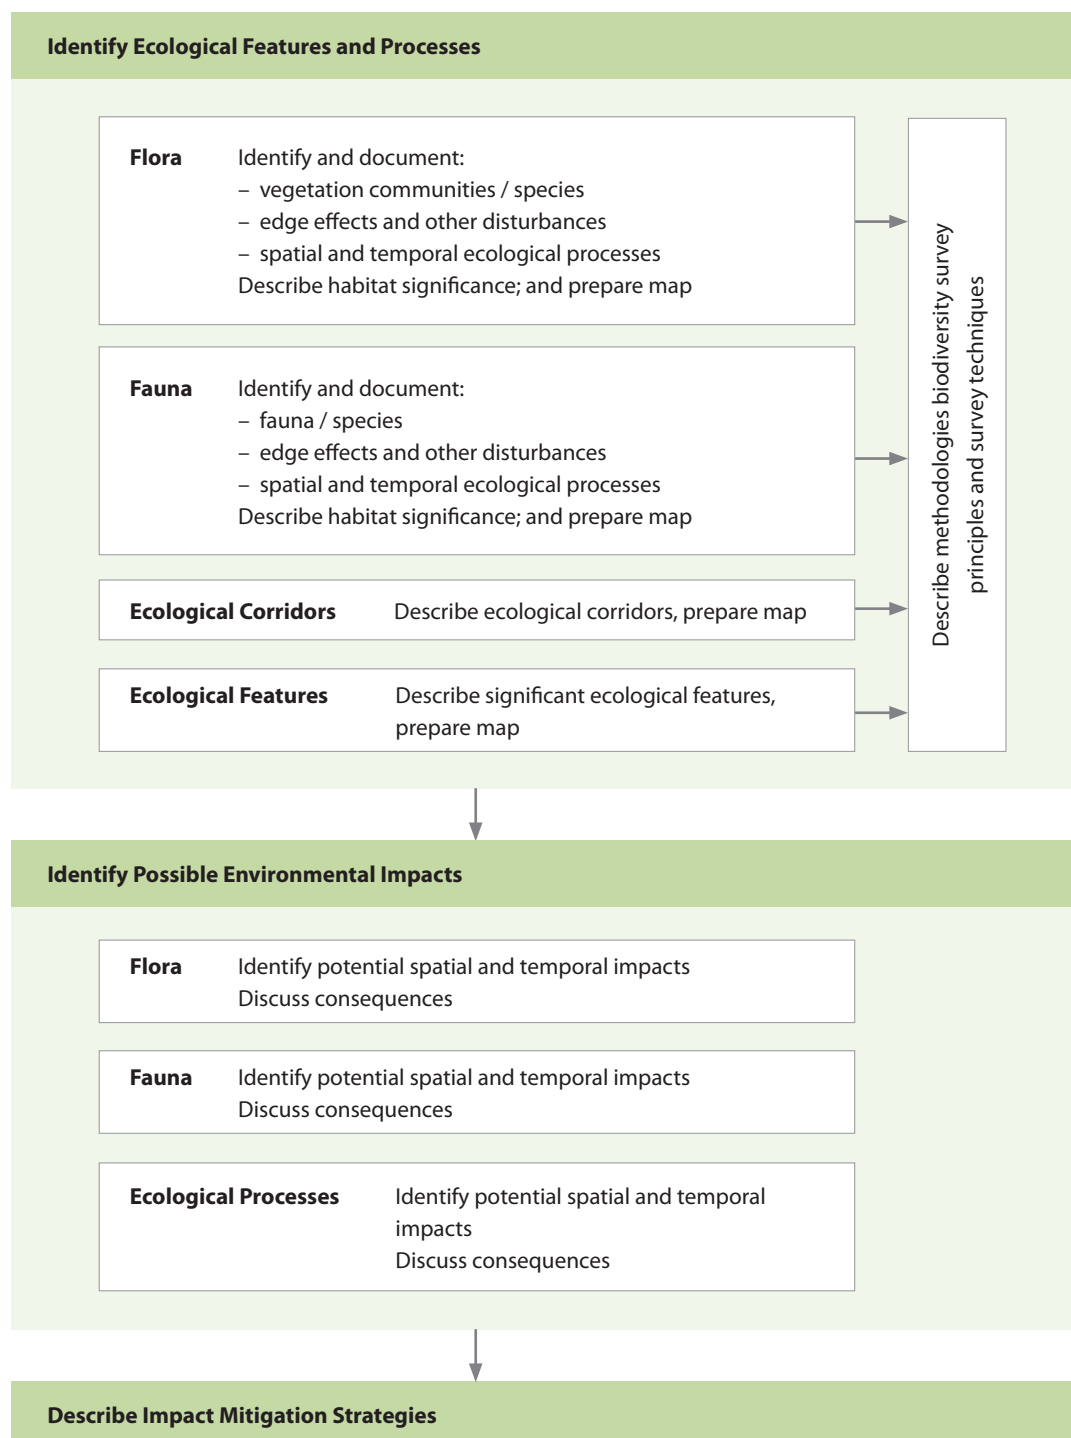 Identify Ecological Features and Processes
Flora Identify and document:
– vegetation communities / species
– edge effects and other disturbances
– spatial and temporal ecological processes
Describe habitat significance; and prepare map
Fauna Identify and document:
– fauna / species
– edge effects and other disturbances
– spatial and temporal ecological processes
Describe habitat significance; and prepare map
Ecological Corridors Describe ecological corridors, prepare map
Ecological Features Describe significant ecological features,
prepare map
Describe methodologies biodiversity survey
principles and survey techniques
Identify Possible Environmental Impacts
Flora Identify potential spatial and temporal impacts
Discuss consequences
Fauna Identify potential spatial and temporal impacts
Discuss consequences
Ecological Processes Identify potential spatial and temporal
impacts
Discuss consequences
Describe Impact Mitigation Strategies